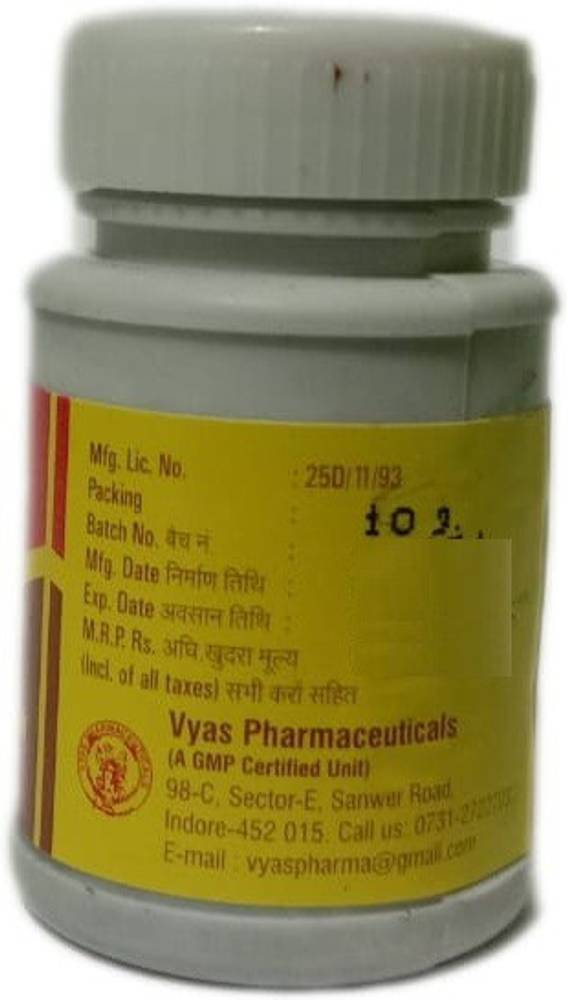 Mfg. Lic. No. : 25D/11/93
Packing : 10 g.
Batch No. बैच नं :
Mfg. Date निर्माण तिथि :
Exp. Date अवसान तिथि :
M.R.P. Rs. अधि.खुदरा मूल्य
(Incl. of all taxes) सभी करों सहित
Vyas Pharmaceuticals
(A GMP Certified Unit)
98-C, Sector-E, Sanwer Road,
Indore-452 015. Call us: 0731-
E-mail : vyaspharma@gmail.com